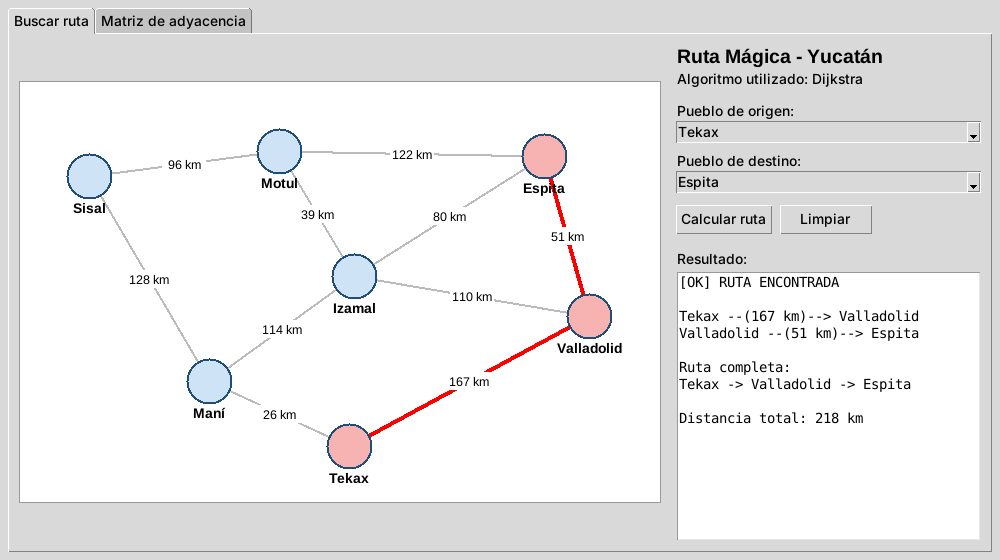 Buscar ruta
Matriz de adyacencia
Ruta Mágica - Yucatán
Algoritmo utilizado: Dijkstra
Pueblo de origen:
Tekax
Pueblo de destino:
Espita
Calcular ruta
Limpiar
Resultado:
[OK] RUTA ENCONTRADA
Tekax --(167 km)--> Valladolid
Valladolid --(51 km)--> Espita
Ruta completa:
Tekax -> Valladolid -> Espita
Distancia total: 218 km
96 km
122 km
Motul
Espita
Sisal
39 km
80 km
51 km
128 km
110 km
Izamal
114 km
Valladolid
167 km
Maní
26 km
Tekax